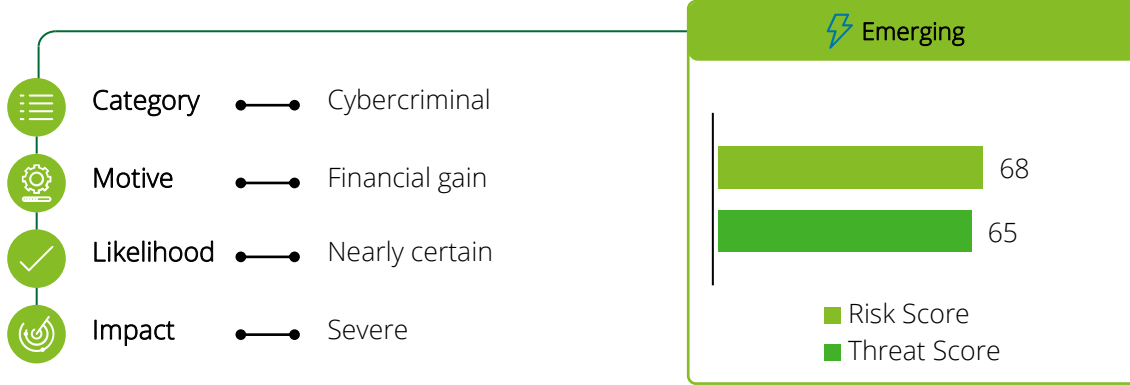 Emerging
Category Cybercriminal
Motive Financial gain
Likelihood Nearly certain
Impact Severe
68
65
Risk Score
Threat Score